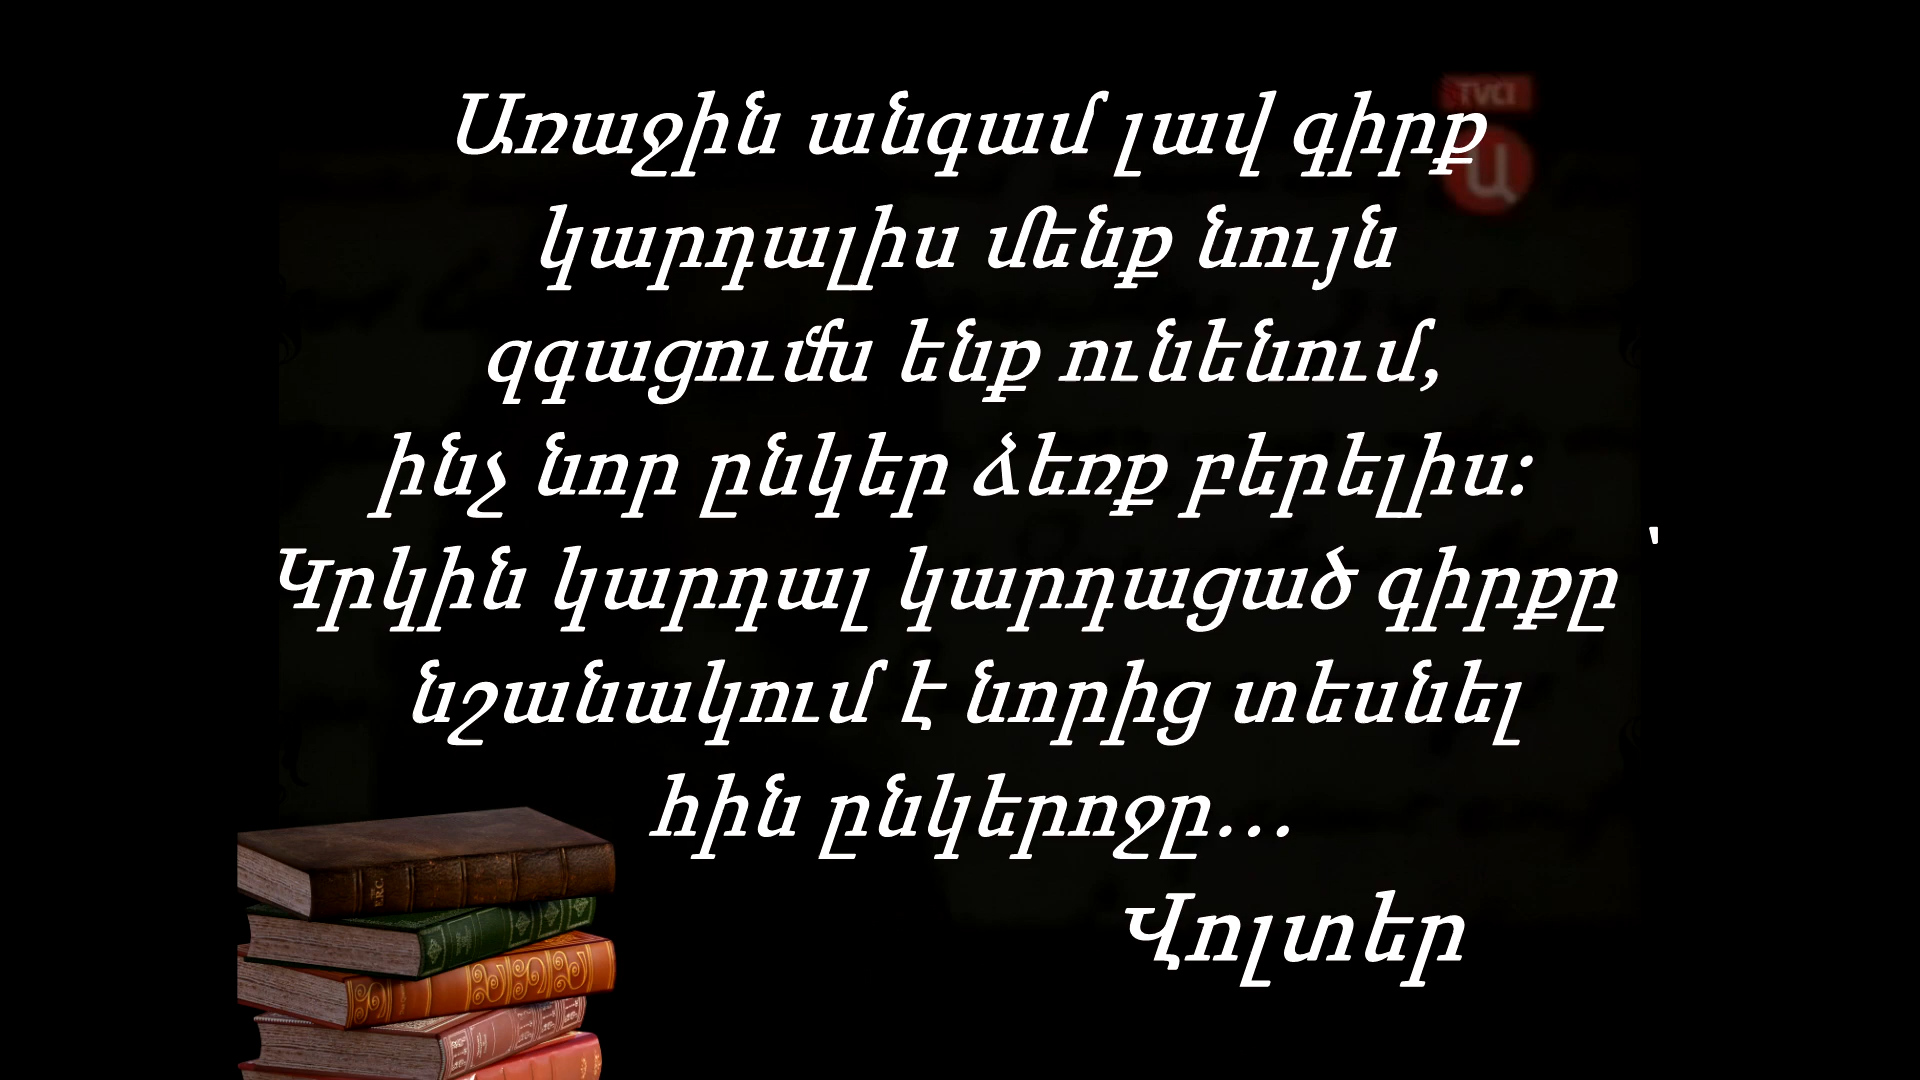 Առաջին անգամ լավ գիրք
կարդալիս մենք նույն
զգացումն ենք ունենում,
ինչ նոր ընկեր ձեռք բերելիս:
Կրկին կարդալ կարդացած գիրքը ՝
նշանակում է նորից տեսնել
հին ընկերոջը...
Վոլտեր
TVCI
Ա
F.R.C.